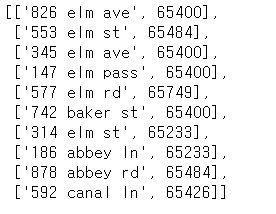 [['826 elm ave', 65400],
['553 elm st', 65484],
['345 elm ave', 65400],
['147 elm pass', 65400],
['577 elm rd', 65749],
['742 baker st', 65400],
['314 elm st', 65233],
['186 abbey ln', 65233],
['878 abbey rd', 65484],
['592 canal ln', 65426]]